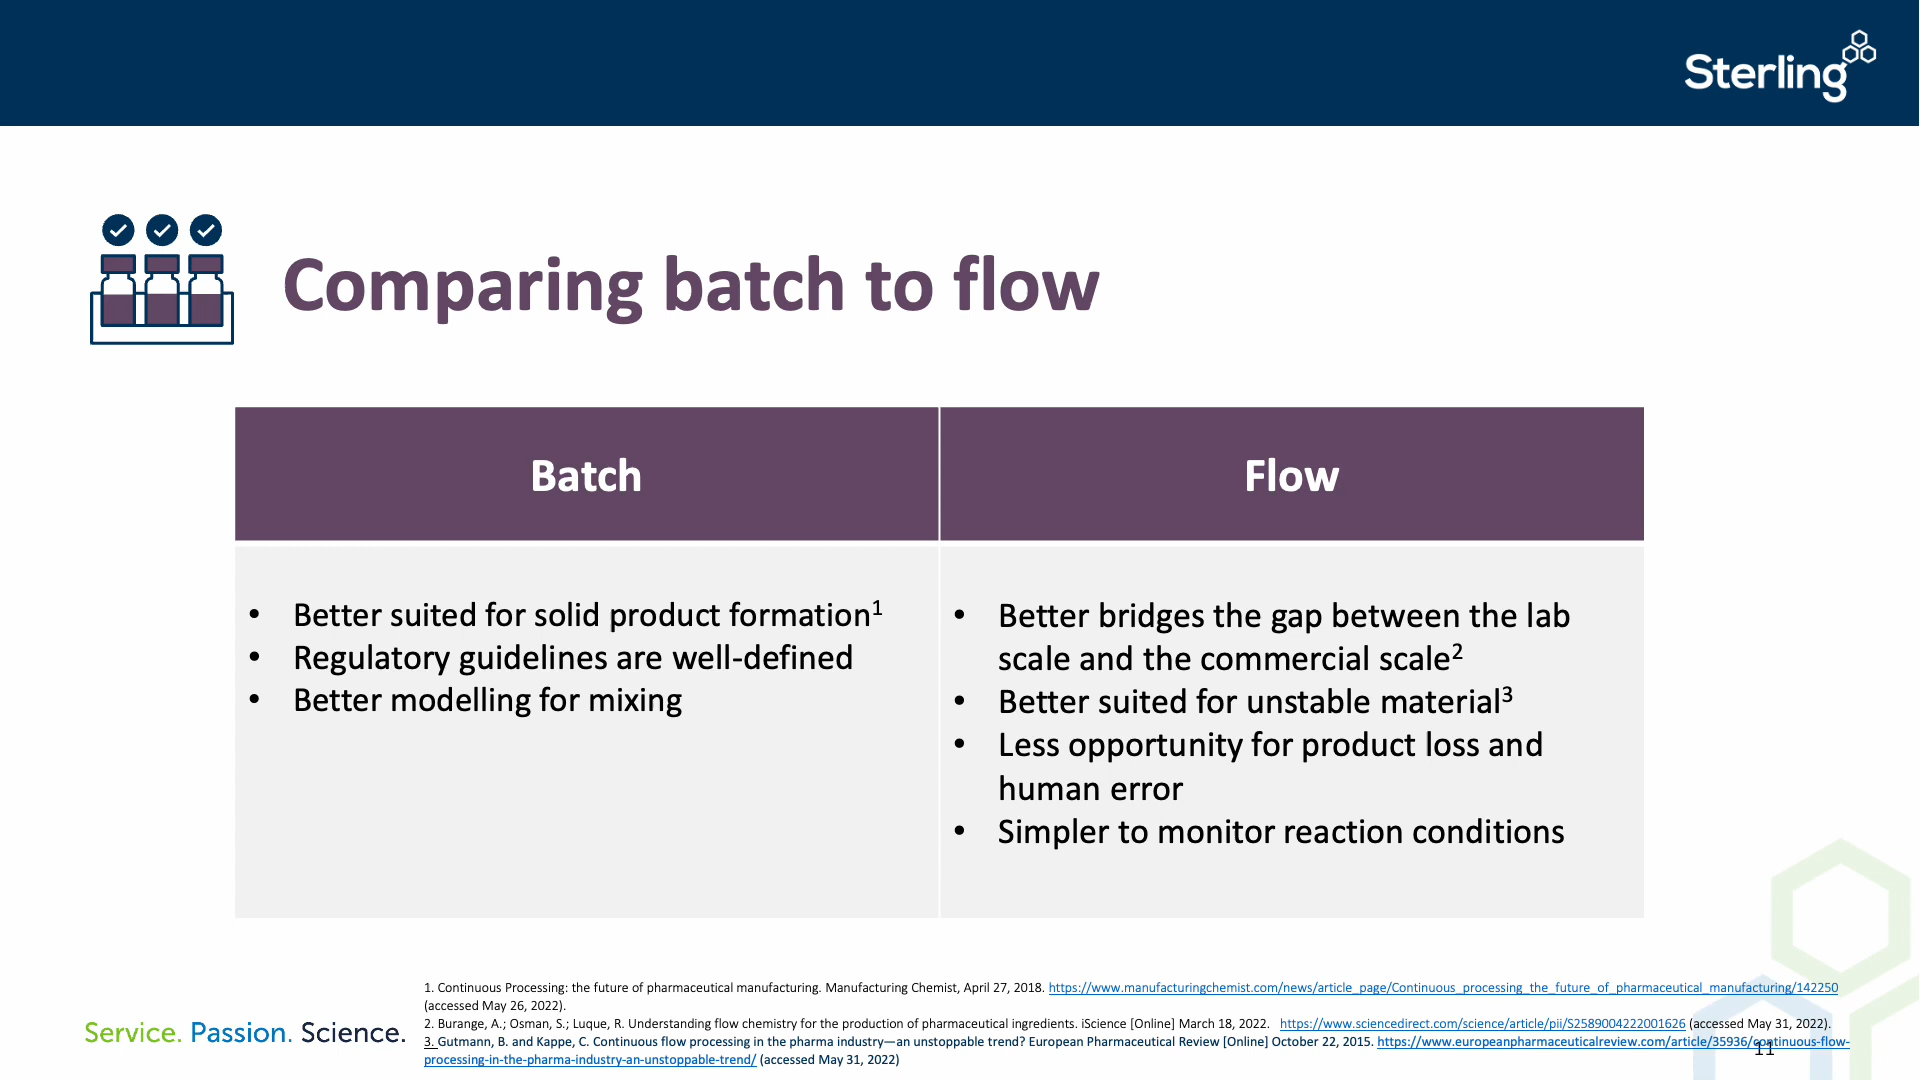 Sterling
Comparing batch to flow
Batch
Flow
• Better suited for solid product formation¹
• Regulatory guidelines are well-defined
• Better modelling for mixing
• Better bridges the gap between the lab
scale and the commercial scale²
• Better suited for unstable material³
• Less opportunity for product loss and
human error
• Simpler to monitor reaction conditions
1. Continuous Processing: the future of pharmaceutical manufacturing. Manufacturing Chemist, April 27, 2018. https://www.manufacturingchemist.com/news/article_page/Continuous_processing_the_future_of_pharmaceutical_manufacturing/142250
(accessed May 26, 2022).
2. Burange, A.; Osman, S.; Luque, R. Understanding flow chemistry for the production of pharmaceutical ingredients. iScience [Online] March 18, 2022. https://www.sciencedirect.com/science/article/pii/S2589004222001626 (accessed May 31, 2022).
3. Gutmann, B. and Kappe, C. Continuous flow processing in the pharma industry—an unstoppable trend? European Pharmaceutical Review [Online] October 22, 2015. https://www.europeanpharmaceuticalreview.com/article/35936/continuous-flow-
processing-in-the-pharma-industry-an-unstoppable-trend/ (accessed May 31, 2022)
Service. Passion. Science.
11